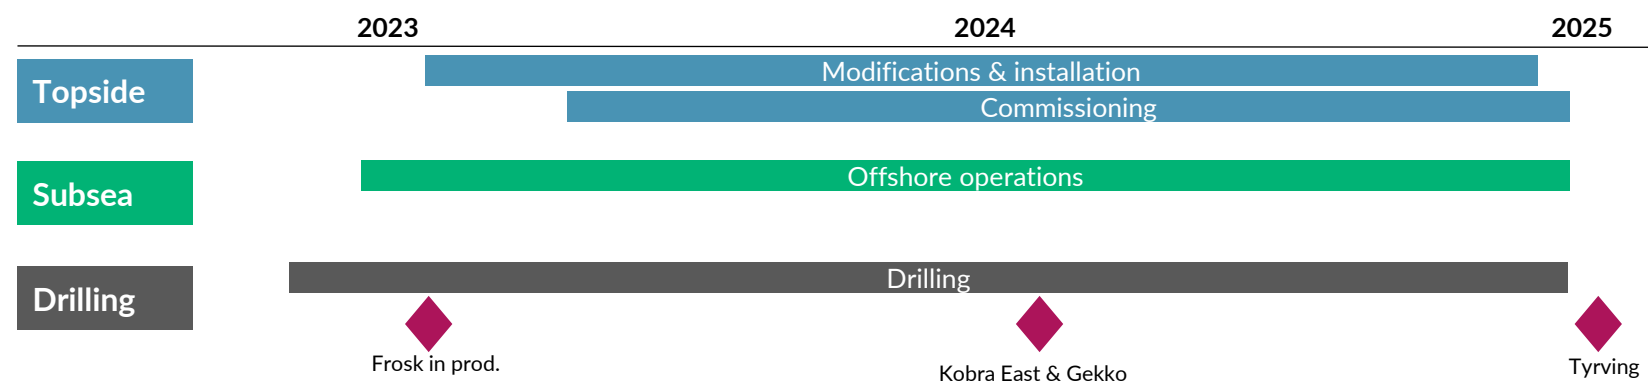 2023 2024 2025
Topside
Modifications & installation
Commissioning
Subsea
Offshore operations
Drilling
Drilling
Frosk in prod.
Kobra East & Gekko
Tyrving